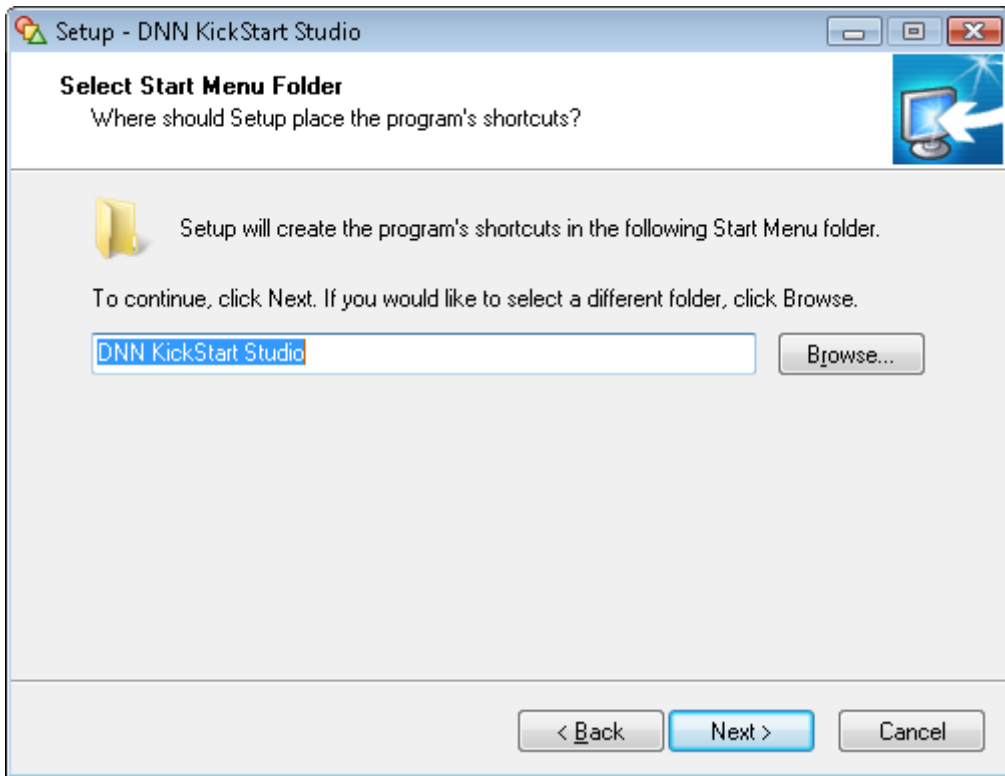 Setup - DNN KickStart Studio
Select Start Menu Folder
Where should Setup place the program's shortcuts?
Setup will create the program's shortcuts in the following Start Menu folder.
To continue, click Next. If you would like to select a different folder, click Browse.
DNN KickStart Studio
Browse...
< Back
Next >
Cancel